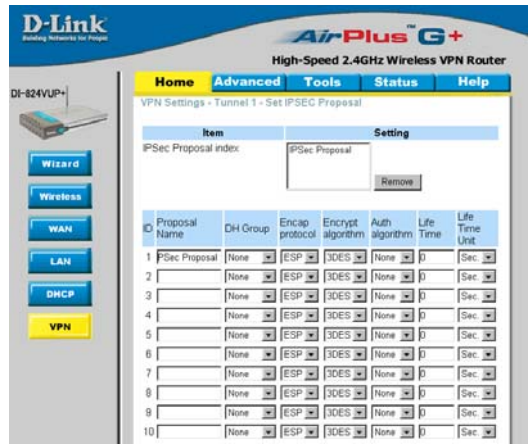 D-Link
Building Networks for People
AirPlus G+
TM
High-Speed 2.4GHz Wireless VPN Router
DI-824VUP+
Home Advanced Tools Status Help
VPN Settings - Tunnel 1 - Set IPSEC Proposal
Item Setting
IPSec Proposal index
IPSec Proposal
Remove
Wizard
Wireless
WAN
LAN
DHCP
VPN
ID Proposal Name DH Group Encap protocol Encrypt algorithm Auth algorithm Life Time Life Time Unit
1 PSec Proposal None ESP 3DES None 0 Sec.
2 None ESP 3DES None 0 Sec.
3 None ESP 3DES None 0 Sec.
4 None ESP 3DES None 0 Sec.
5 None ESP 3DES None 0 Sec.
6 None ESP 3DES None 0 Sec.
7 None ESP 3DES None 0 Sec.
8 None ESP 3DES None 0 Sec.
9 None ESP 3DES None 0 Sec.
10 None ESP 3DES None 0 Sec.